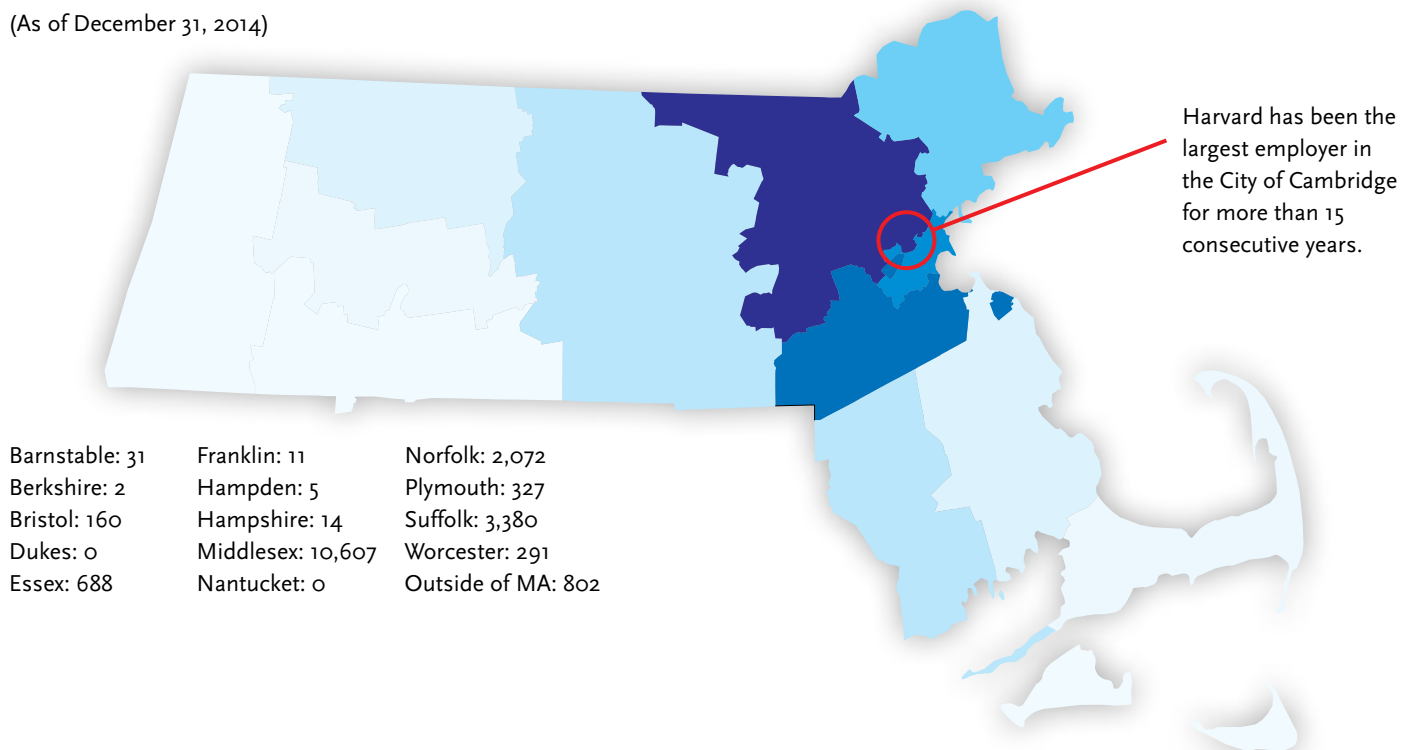 (As of December 31, 2014)
Harvard has been the
largest employer in
the City of Cambridge
for more than 15
consecutive years.
Barnstable: 31
Berkshire: 2
Bristol: 160
Dukes: 0
Essex: 688
Franklin: 11
Hampden: 5
Hampshire: 14
Middlesex: 10,607
Nantucket: 0
Norfolk: 2,072
Plymouth: 327
Suffolk: 3,380
Worcester: 291
Outside of MA: 802